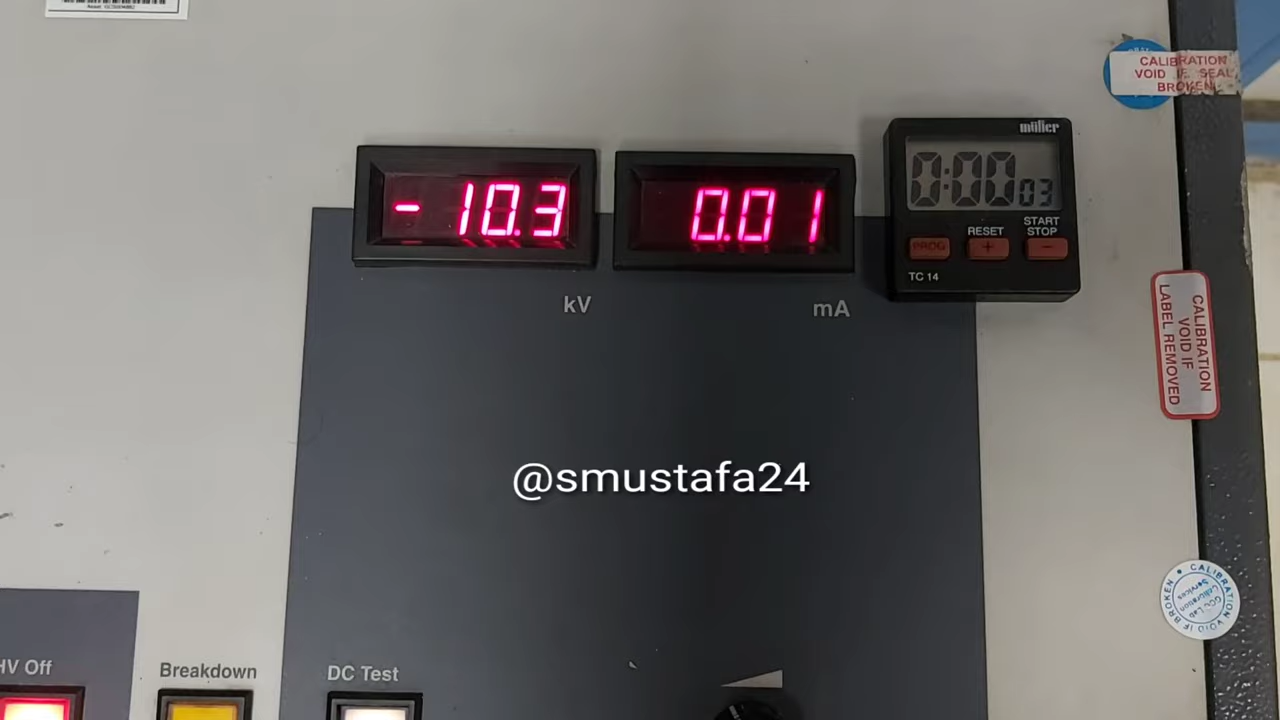 CALIBRATION
VOID IF SEAL
BROKEN
müller
-10.3
0.01
0:00 03
START
RESET STOP
PROG + -
TC 14
kV
mA
CALIBRATION
VOID IF
LABEL REMOVED
@smustafa24
CALIBRATION VOID IF BROKEN
HV Off
Breakdown
DC Test